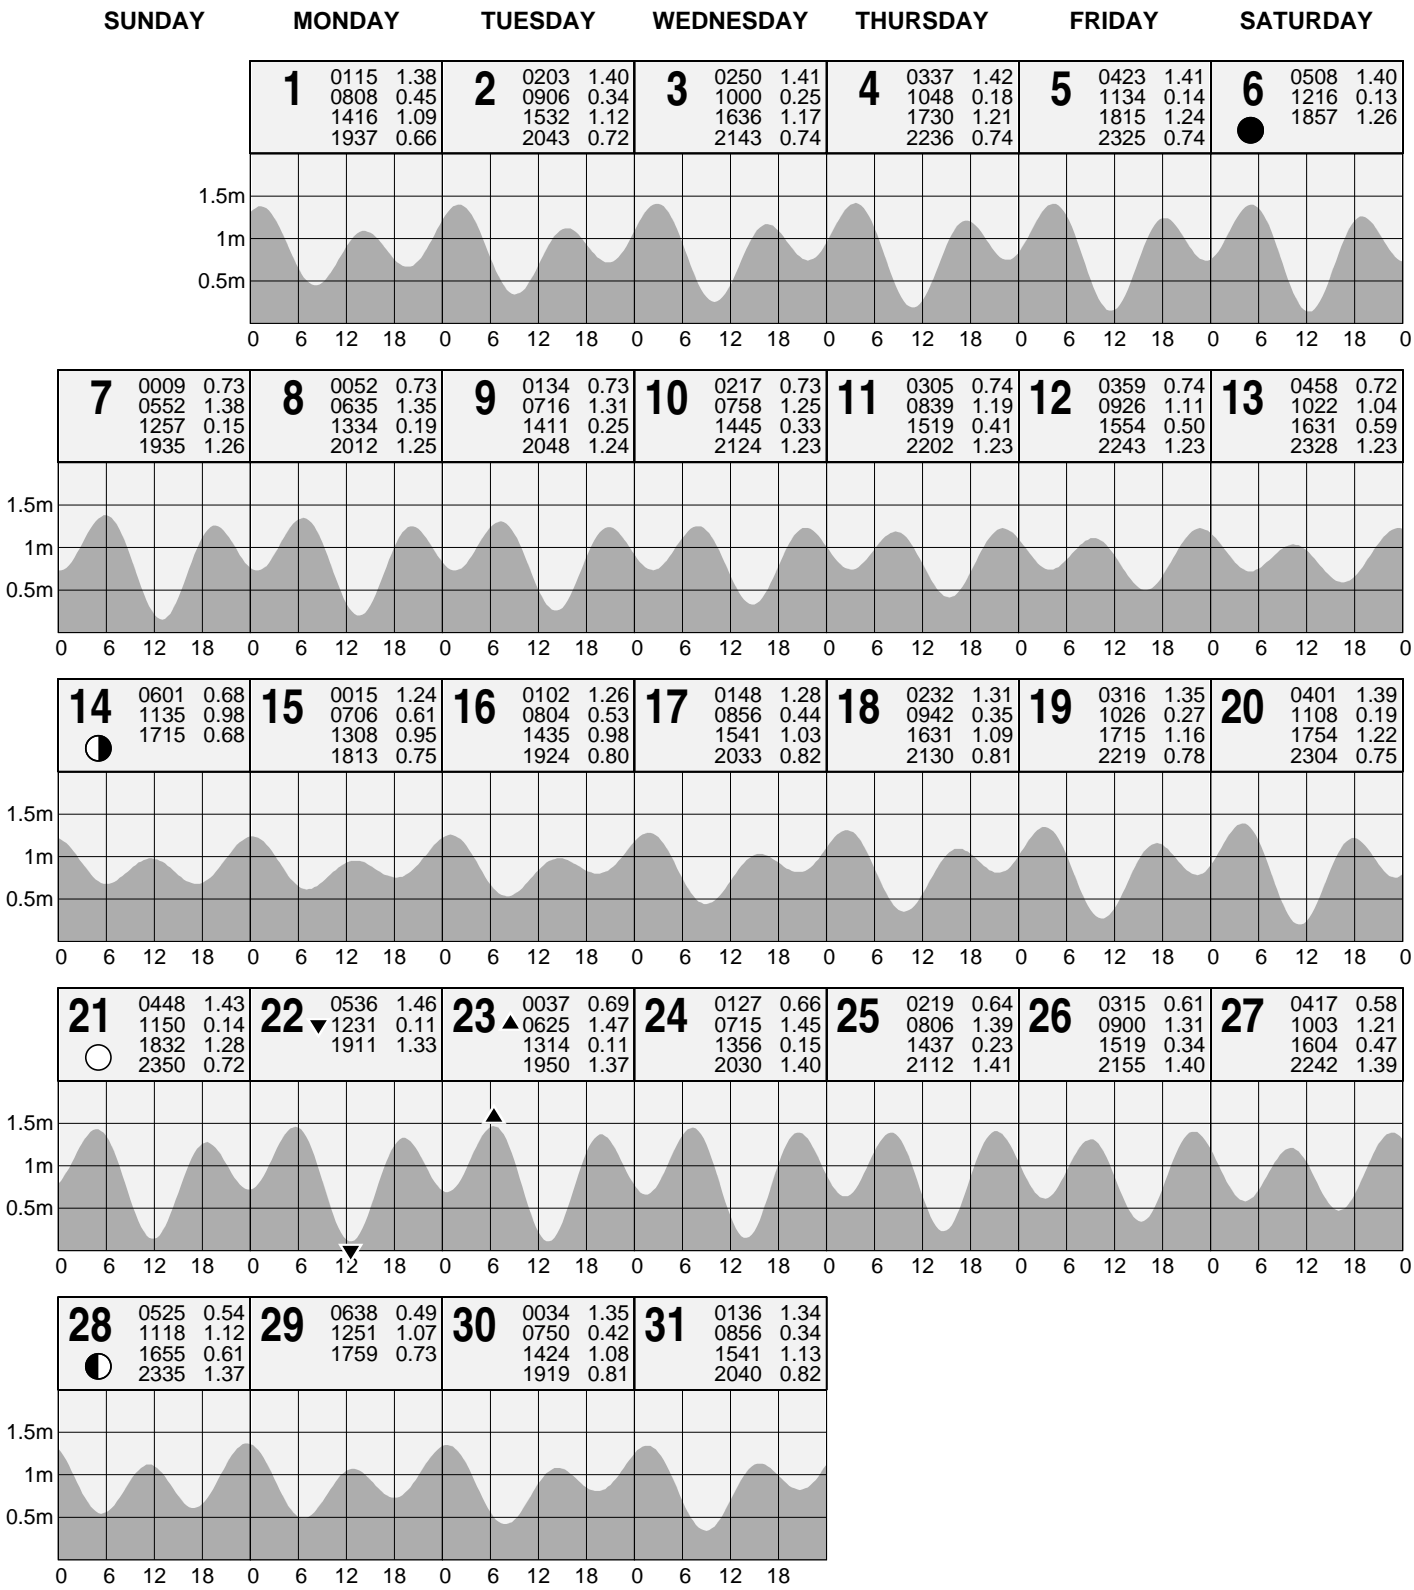 SUNDAY MONDAY TUESDAY WEDNESDAY THURSDAY FRIDAY SATURDAY
1 0115 1.38 2 0203 1.40 3 0250 1.41 4 0337 1.42 5 0423 1.41 6 0508 1.40
0808 0.45 0906 0.34 1000 0.25 1048 0.18 1134 0.14 1216 0.13
1416 1.09 1532 1.12 1636 1.17 1730 1.21 1815 1.24 1857 1.26
1937 0.66 2043 0.72 2143 0.74 2236 0.74 2325 0.74
1.5m
1m
0.5m
0 6 12 18 0 6 12 18 0 6 12 18 0 6 12 18 0 6 12 18 0 6 12 18 0
7 0009 0.73 8 0052 0.73 9 0134 0.73 10 0217 0.73 11 0305 0.74 12 0359 0.74 13 0458 0.72
0552 1.38 0635 1.35 0716 1.31 0758 1.25 0839 1.19 0926 1.11 1022 1.04
1257 0.15 1334 0.19 1411 0.25 1445 0.33 1519 0.41 1554 0.50 1631 0.59
1935 1.26 2012 1.25 2048 1.24 2124 1.23 2202 1.23 2243 1.23 2328 1.23
1.5m
1m
0.5m
0 6 12 18 0 6 12 18 0 6 12 18 0 6 12 18 0 6 12 18 0 6 12 18 0 6 12 18 0
14 0601 0.68 15 0015 1.24 16 0102 1.26 17 0148 1.28 18 0232 1.31 19 0316 1.35 20 0401 1.39
1135 0.98 0706 0.61 0804 0.53 0856 0.44 0942 0.35 1026 0.27 1108 0.19
1715 0.68 1308 0.95 1435 0.98 1541 1.03 1631 1.09 1715 1.16 1754 1.22
1813 0.75 1924 0.80 2033 0.82 2130 0.81 2219 0.78 2304 0.75
1.5m
1m
0.5m
0 6 12 18 0 6 12 18 0 6 12 18 0 6 12 18 0 6 12 18 0 6 12 18 0 6 12 18 0
21 0448 1.43 22 0536 1.46 23 0037 0.69 24 0127 0.66 25 0219 0.64 26 0315 0.61 27 0417 0.58
1150 0.14 1231 0.11 0625 1.47 0715 1.45 0806 1.39 0900 1.31 1003 1.21
1832 1.28 1911 1.33 1314 0.11 1356 0.15 1437 0.23 1519 0.34 1604 0.47
2350 0.72 1950 1.37 2030 1.40 2112 1.41 2155 1.40 2242 1.39
1.5m
1m
0.5m
0 6 12 18 0 6 12 18 0 6 12 18 0 6 12 18 0 6 12 18 0 6 12 18 0 6 12 18 0
28 0525 0.54 29 0638 0.49 30 0034 1.35 31 0136 1.34
1118 1.12 1251 1.07 0750 0.42 0856 0.34
1655 0.61 1759 0.73 1424 1.08 1541 1.13
2335 1.37 1919 0.81 2040 0.82
1.5m
1m
0.5m
0 6 12 18 0 6 12 18 0 6 12 18 0 6 12 18